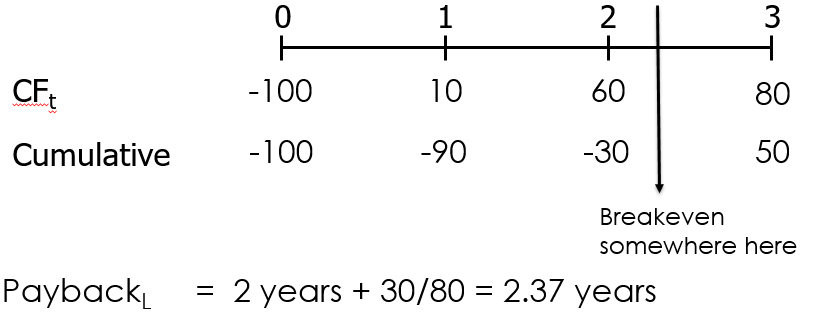 0 1 2 3
CFt -100 10 60 80
Cumulative -100 -90 -30 50
Breakeven
somewhere here
PaybackL = 2 years + 30/80 = 2.37 years